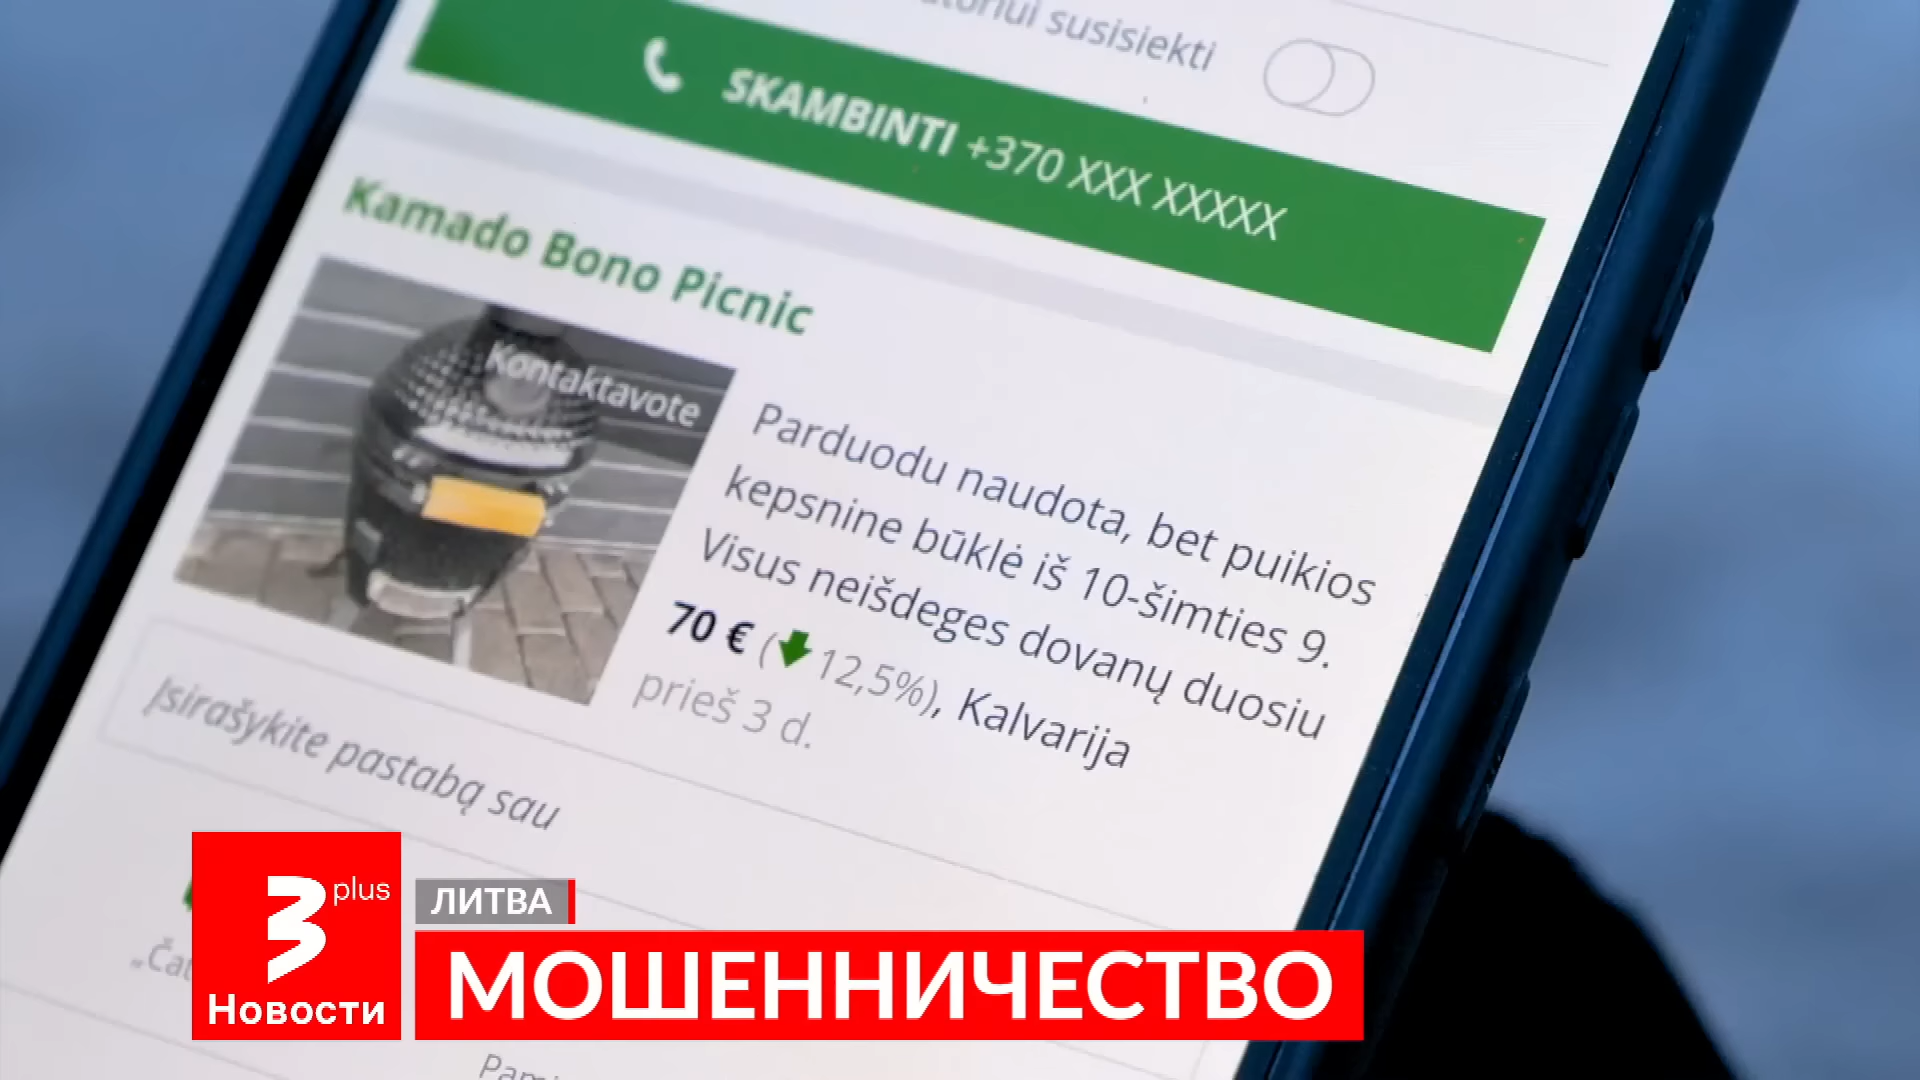 susisiekti
SKAMBINTI +370 XXX XXXXX
Kamado Bono Picnic
Kontaktavote
Parduodu naudota, bet puikios
kepsnine būklė iš 10-šimties 9.
Visus neišdeges dovanų duosiu
70 € (12,5%), Kalvarija
prieš 3 d.
Įsirašykite pastabą sau
3 plus
Новости
ЛИТВА
МОШЕННИЧЕСТВО